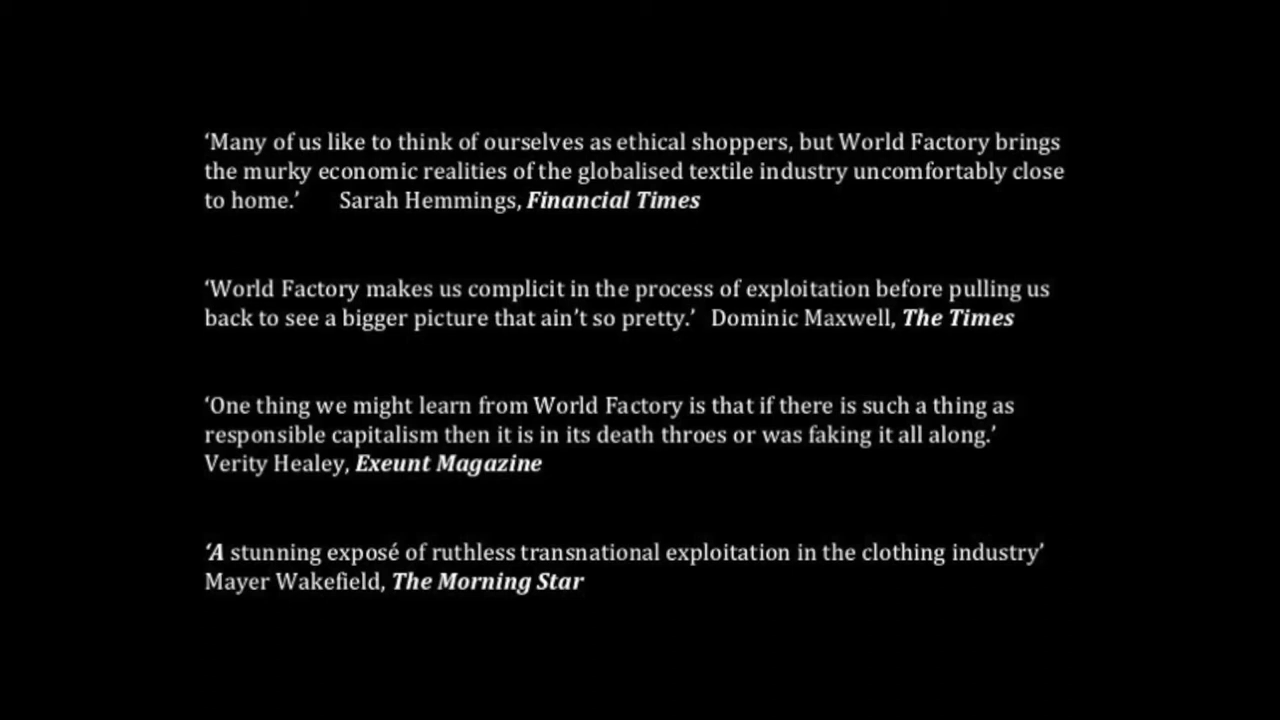 ‘Many of us like to think of ourselves as ethical shoppers, but World Factory brings
the murky economic realities of the globalised textile industry uncomfortably close
to home.’ Sarah Hemmings, Financial Times
‘World Factory makes us complicit in the process of exploitation before pulling us
back to see a bigger picture that ain’t so pretty.’ Dominic Maxwell, The Times
‘One thing we might learn from World Factory is that if there is such a thing as
responsible capitalism then it is in its death throes or was faking it all along.’
Verity Healey, Exeunt Magazine
‘A stunning exposé of ruthless transnational exploitation in the clothing industry’
Mayer Wakefield, The Morning Star